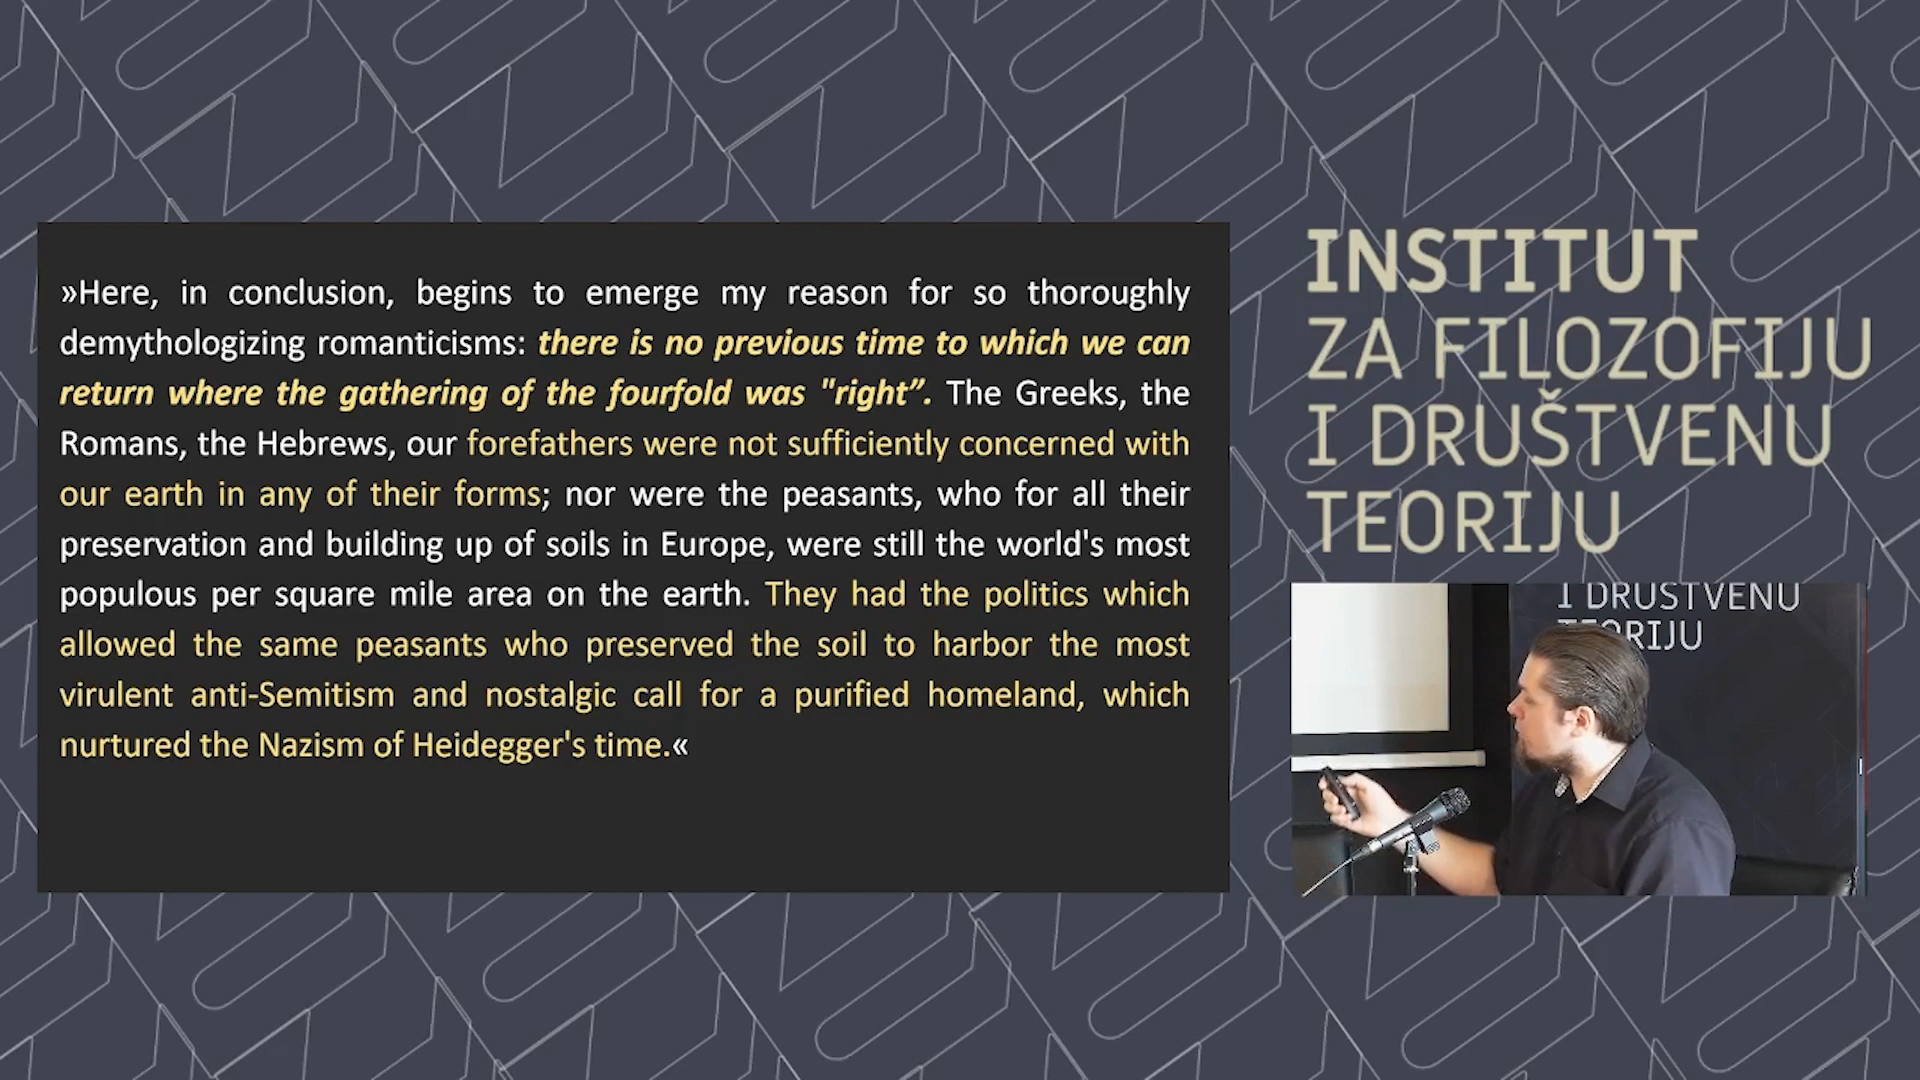 »Here, in conclusion, begins to emerge my reason for so thoroughly
demythologizing romanticisms: there is no previous time to which we can
return where the gathering of the fourfold was "right”. The Greeks, the
Romans, the Hebrews, our forefathers were not sufficiently concerned with
our earth in any of their forms; nor were the peasants, who for all their
preservation and building up of soils in Europe, were still the world's most
populous per square mile area on the earth. They had the politics which
allowed the same peasants who preserved the soil to harbor the most
virulent anti-Semitism and nostalgic call for a purified homeland, which
nurtured the Nazism of Heidegger's time.«
INSTITUT
ZA FILOZOFIJU
I DRUŠTVENU
TEORIJU
I DRUŠTVENU
TEORIJU